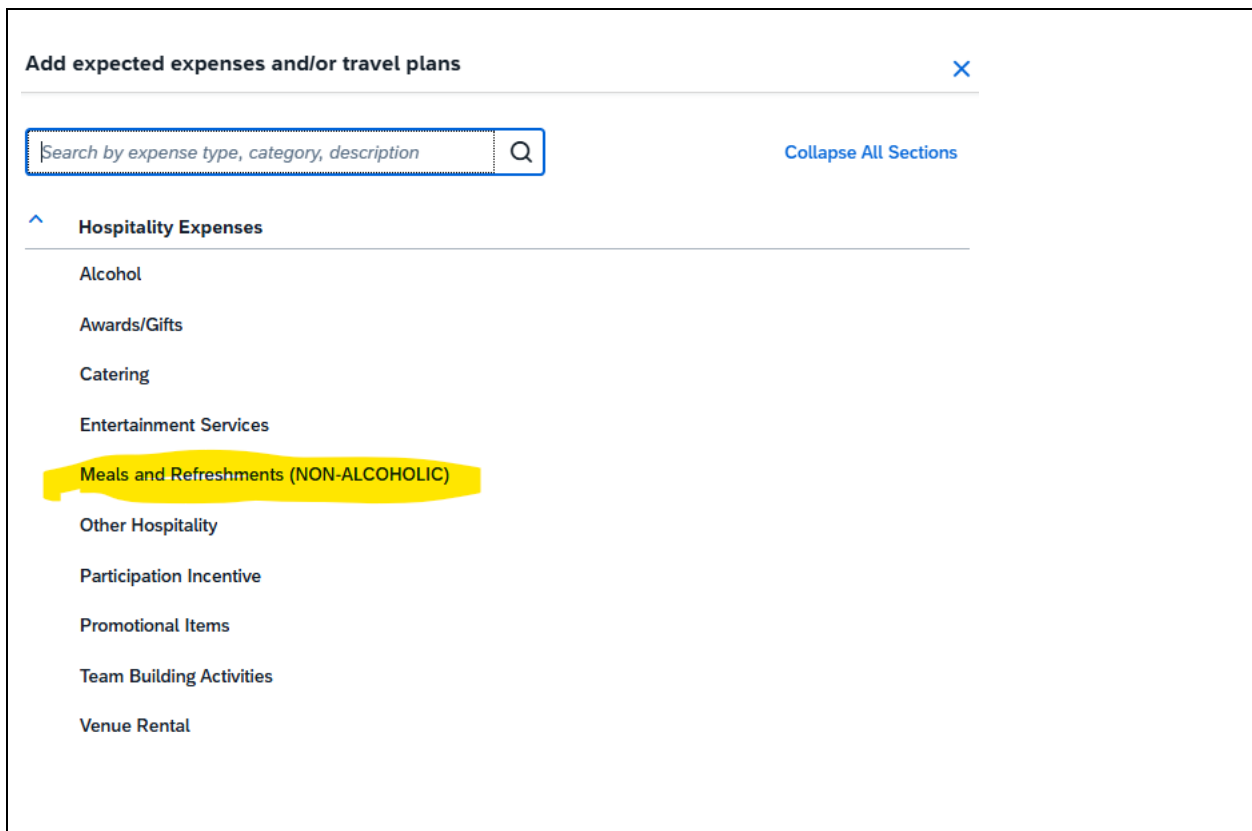 Add expected expenses and/or travel plans
Search by expense type, category, description
Collapse All Sections
Hospitality Expenses
Alcohol
Awards/Gifts
Catering
Entertainment Services
Meals and Refreshments (NON-ALCOHOLIC)
Other Hospitality
Participation Incentive
Promotional Items
Team Building Activities
Venue Rental